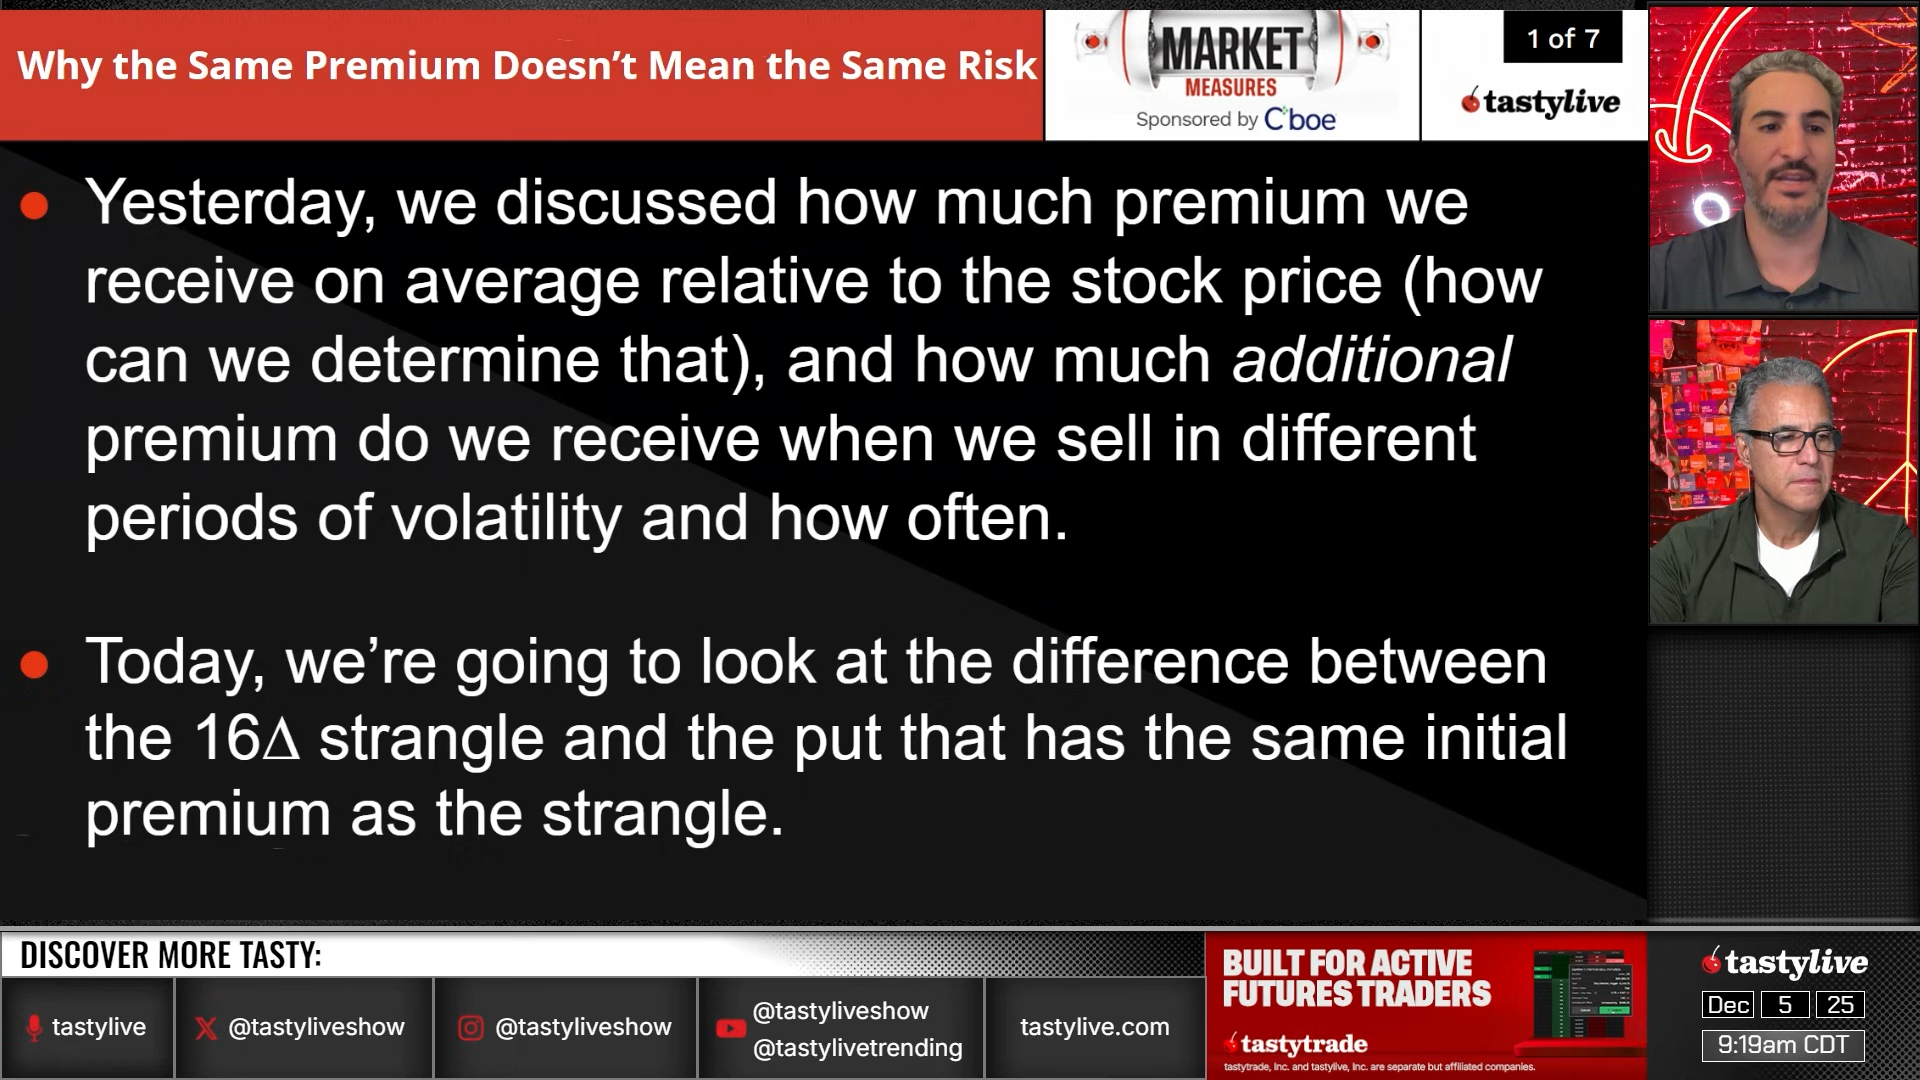 Why the Same Premium Doesn’t Mean the Same Risk
MARKET
MEASURES
Sponsored by Cboe
1 of 7
tastylive
Yesterday, we discussed how much premium we
receive on average relative to the stock price (how
can we determine that), and how much additional
premium do we receive when we sell in different
periods of volatility and how often.
Today, we’re going to look at the difference between
the 16Δ strangle and the put that has the same initial
premium as the strangle.
DISCOVER MORE TASTY:
tastylive
@tastyliveshow
@tastyliveshow
@tastyliveshow
@tastylivetrending
tastylive.com
BUILT FOR ACTIVE
FUTURES TRADERS
tastytrade
tastytrade, Inc. and tastylive, Inc. are separate but affiliated companies.
tastylive
Dec 5 25
9:19am CDT